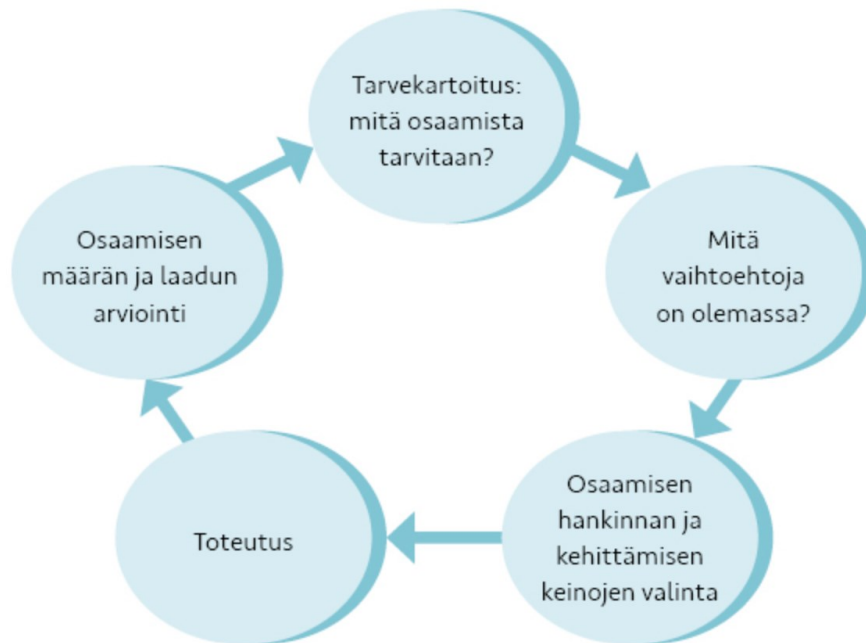 Tarvekartoitus:
mitä osaamista
tarvitaan?
Mitä
vaihtoehtoja
on olemassa?
Osaamisen
hankinnan ja
kehittämisen
keinojen valinta
Toteutus
Osaamisen
määrän ja laadun
arviointi